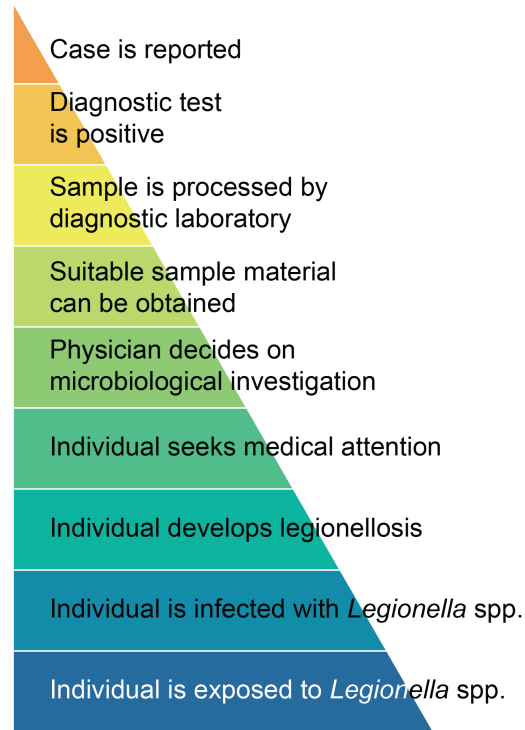 Case is reported
Diagnostic test
is positive
Sample is processed by
diagnostic laboratory
Suitable sample material
can be obtained
Physician decides on
microbiological investigation
Individual seeks medical attention
Individual develops legionellosis
Individual is infected with Legionella spp.
Individual is exposed to Legionella spp.